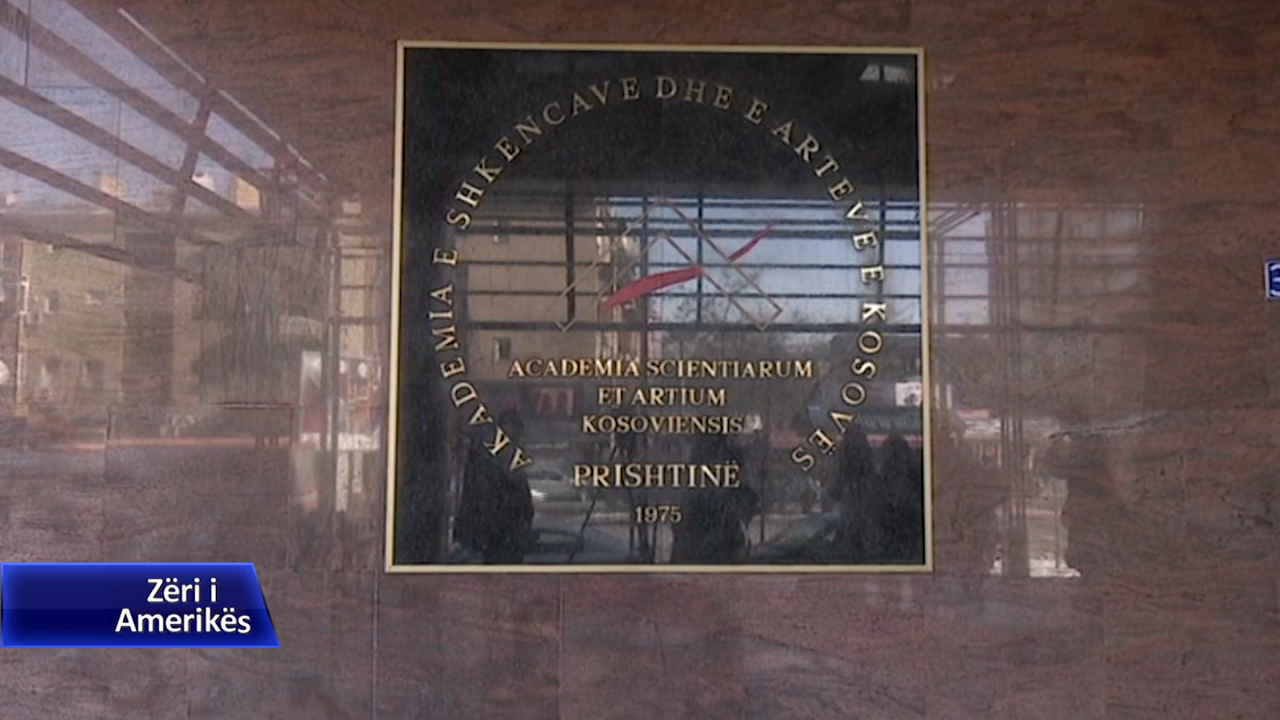 AKADEMIA E SHKENCAVE DHE E ARTEVE E KOSOVËS
ACADEMIA SCIENTIARUM
ET ARTIUM
KOSOVIENSIS
PRISHTINË
1975
Zëri i
Amerikës